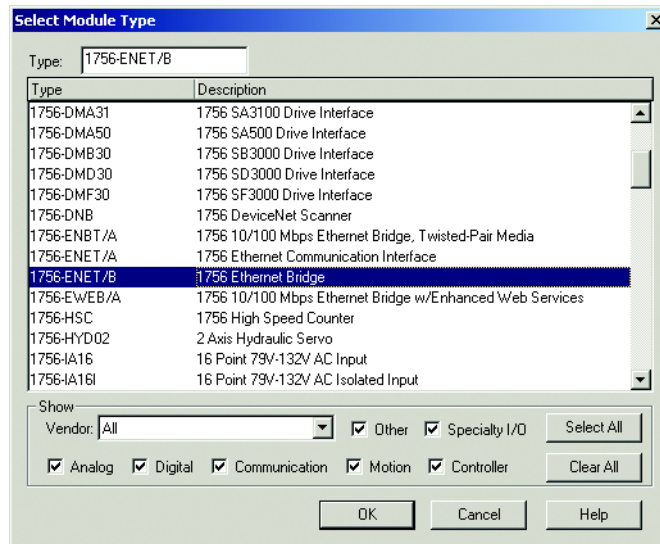 Select Module Type
Type: 1756-ENET/B
Type Description
1756-DMA31 1756 SA3100 Drive Interface
1756-DMA50 1756 SA500 Drive Interface
1756-DMB30 1756 SB3000 Drive Interface
1756-DMD30 1756 SD3000 Drive Interface
1756-DMF30 1756 SF3000 Drive Interface
1756-DNB 1756 DeviceNet Scanner
1756-ENBT/A 1756 10/100 Mbps Ethernet Bridge, Twisted-Pair Media
1756-ENET/A 1756 Ethernet Communication Interface
1756-ENET/B 1756 Ethernet Bridge
1756-EWEB/A 1756 10/100 Mbps Ethernet Bridge w/Enhanced Web Services
1756-HSC 1756 High Speed Counter
1756-HYD02 2 Axis Hydraulic Servo
1756-IA16 16 Point 79V-132V AC Input
1756-IA16I 16 Point 79V-132V AC Isolated Input
Show
Vendor: All Other Specialty I/O Select All
Analog Digital Communication Motion Controller Clear All
OK Cancel Help